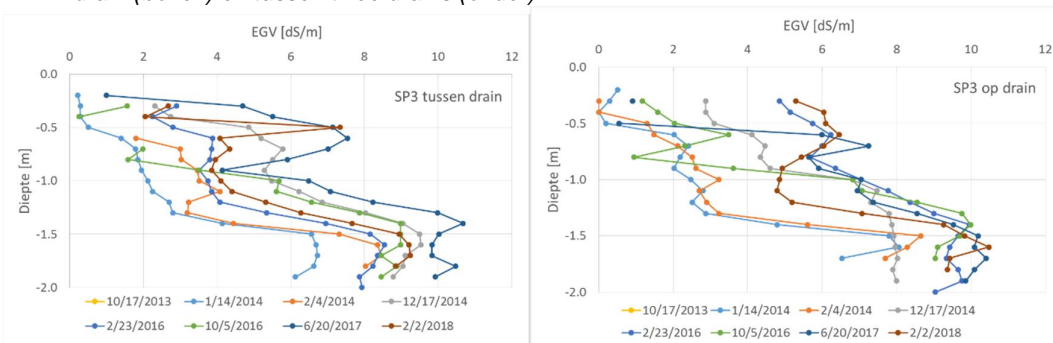 EGV [dS/m]
0 2 4 6 8 10 12
0.0
-0.5
-1.0
-1.5
-2.0
Diepte [m]
SP3 tussen drain
10/17/2013 1/14/2014 2/4/2014 12/17/2014
2/23/2016 10/5/2016 6/20/2017 2/2/2018
EGV [dS/m]
0 2 4 6 8 10 12
0.0
-0.5
-1.0
-1.5
-2.0
Diepte [m]
SP3 op drain
10/17/2013 1/14/2014 2/4/2014 12/17/2014
2/23/2016 10/5/2016 6/20/2017 2/2/2018